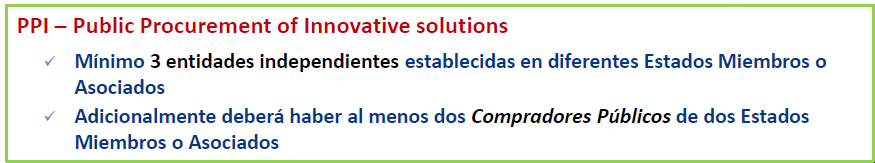 PPI – Public Procurement of Innovative solutions
✓ Mínimo 3 entidades independientes establecidas en diferentes Estados Miembros o
Asociados
✓ Adicionalmente deberá haber al menos dos Compradores Públicos de dos Estados
Miembros o Asociados